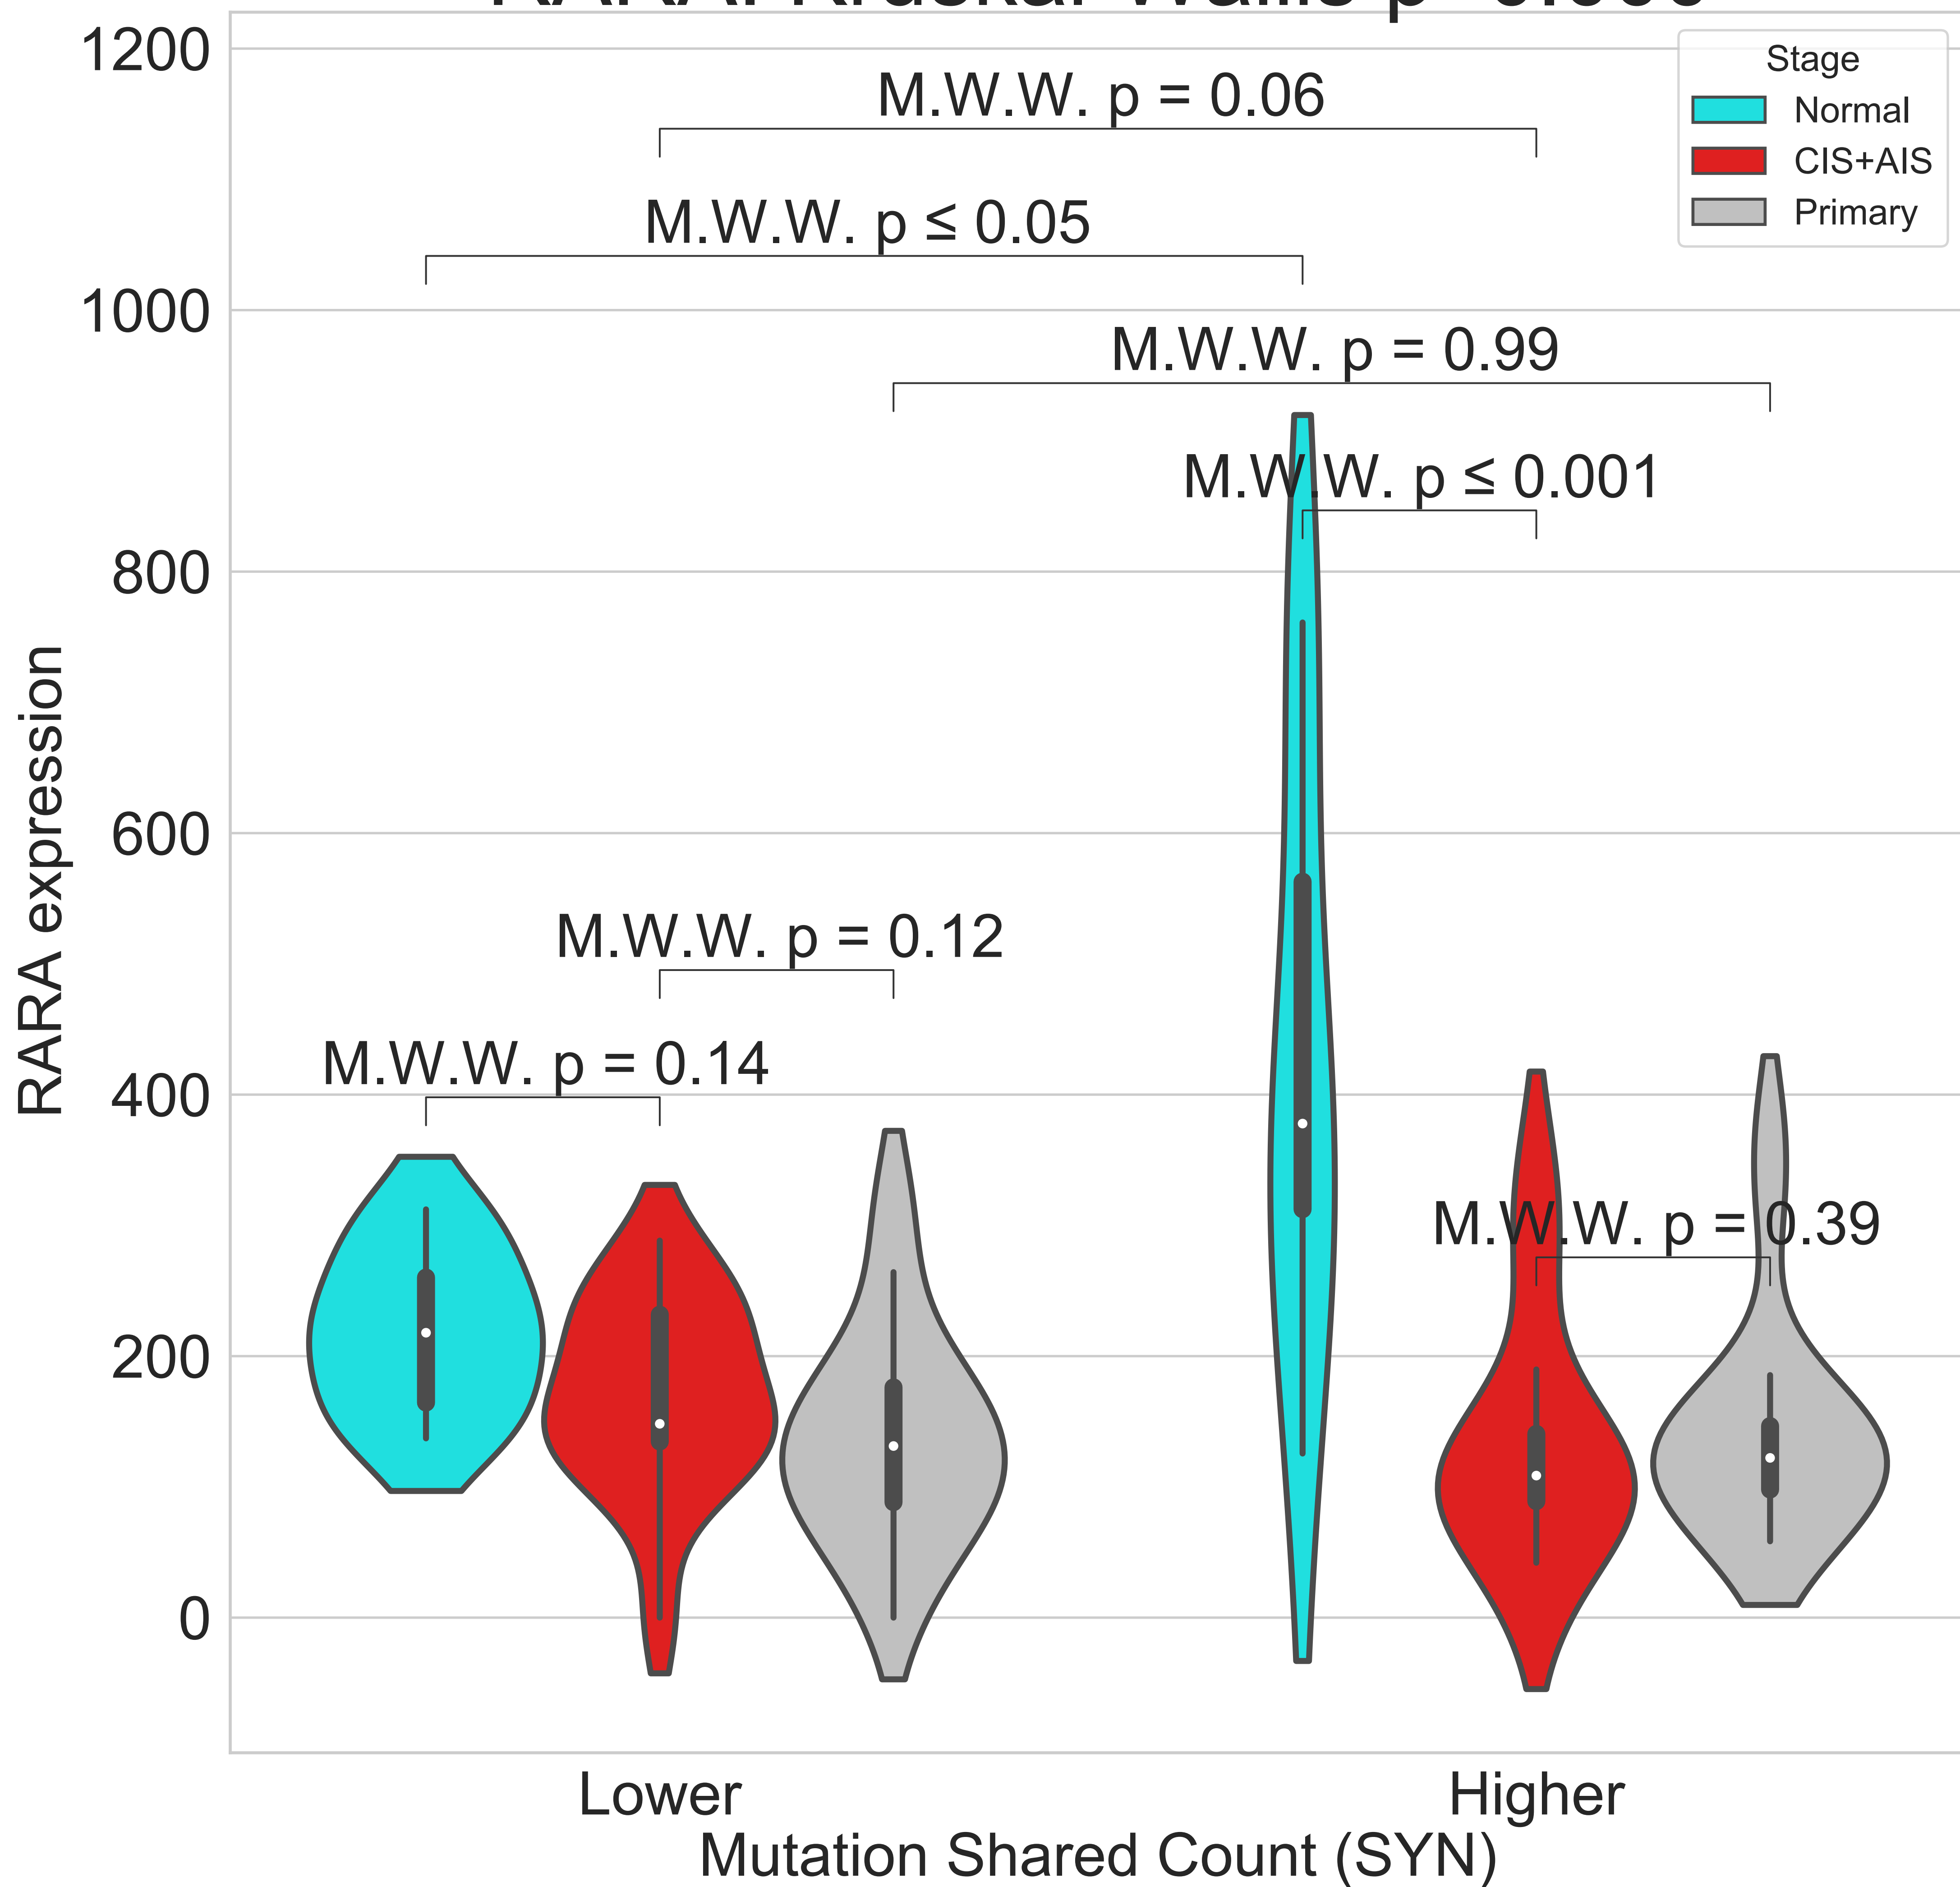 1200
1000
800
600
400
200
0
RARA expression
M.W.W. p = 0.06
M.W.W. p ≤ 0.05
M.W.W. p = 0.99
M.W.W. p ≤ 0.001
M.W.W. p = 0.12
M.W.W. p = 0.14
M.W.W. p = 0.39
Stage
Normal
CIS+AIS
Primary
Lower
Higher
Mutation Shared Count (SYN)